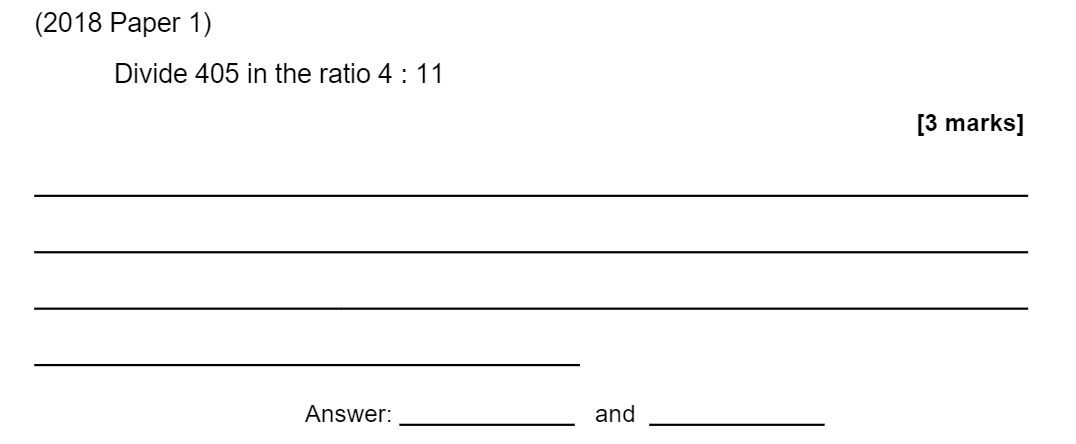 (2018 Paper 1)
Divide 405 in the ratio 4 : 11
[3 marks]
Answer: and